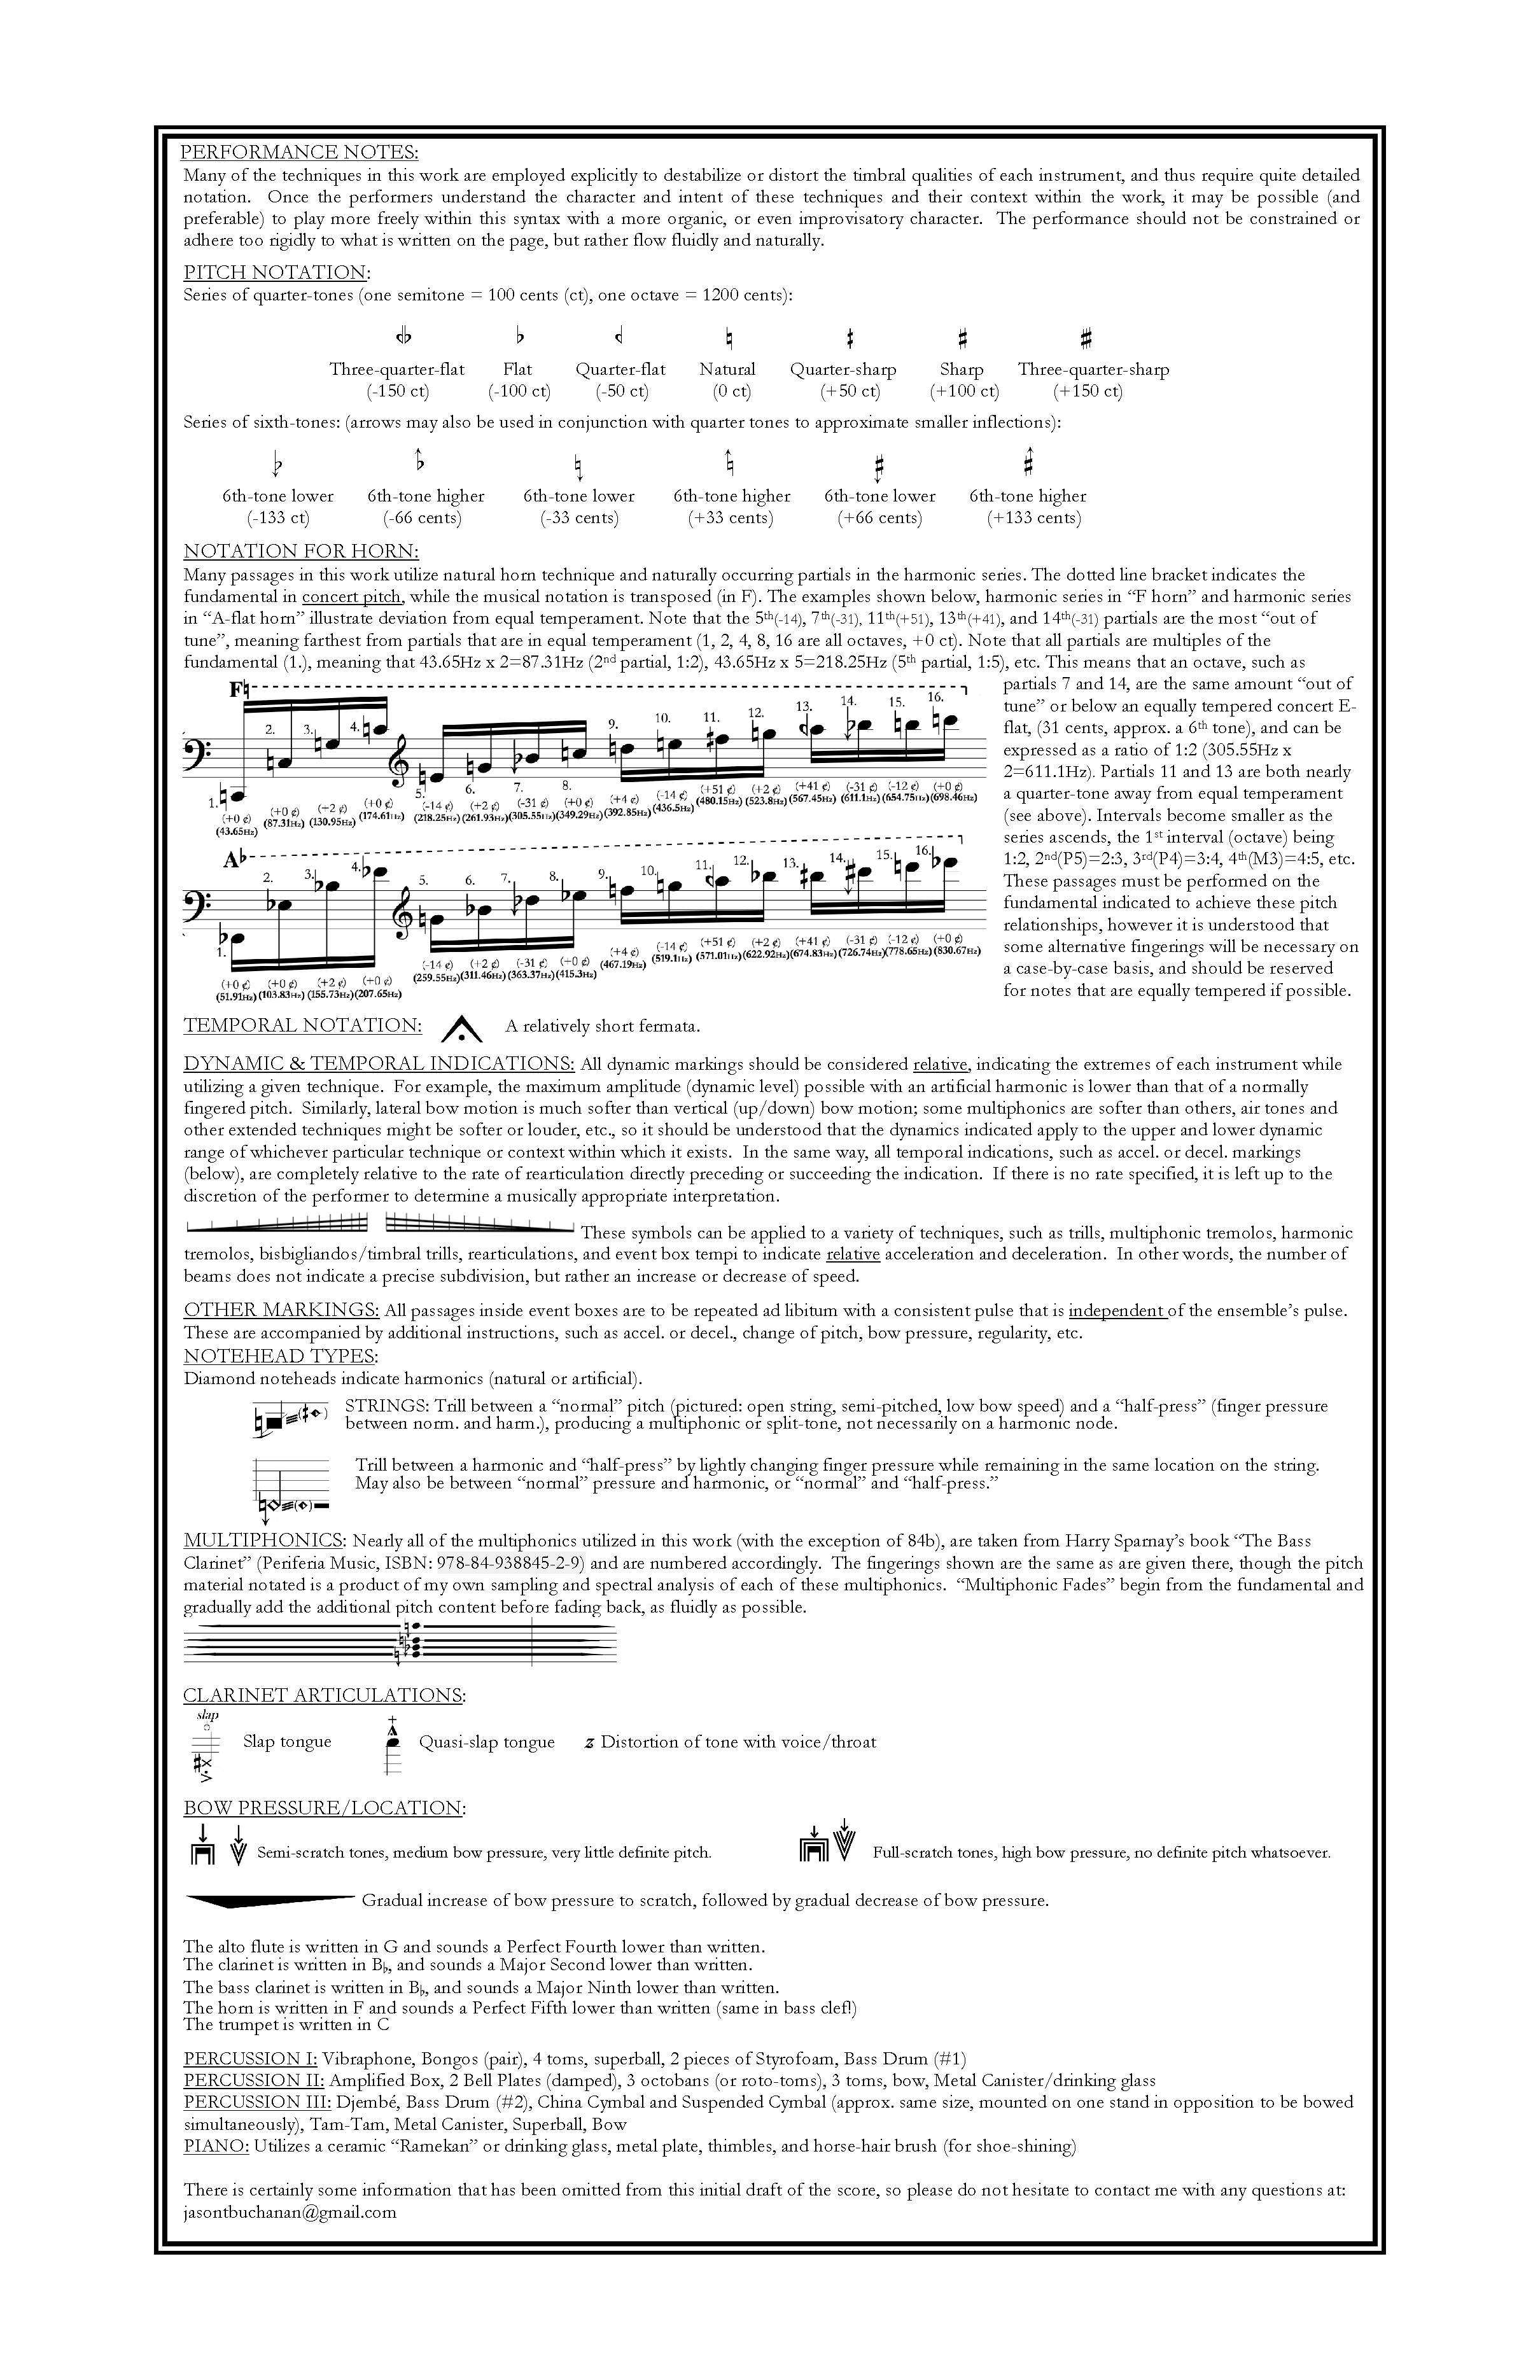 PERFORMANCE NOTES:
Many of the techniques in this work are employed explicitly to destabilize or distort the timbral qualities of each instrument, and thus require quite detailed
notation. Once the performers understand the character and intent of these techniques and their context within the work, it may be possible (and
preferable) to play more freely within this syntax with a more organic, or even improvisatory character. The performance should not be constrained or
adhere too rigidly to what is written on the page, but rather flow fluidly and naturally.
PITCH NOTATION:
Series of quarter-tones (one semitone = 100 cents (ct), one octave = 1200 cents):
Three-quarter-flat Flat Quarter-flat Natural Quarter-sharp Sharp Three-quarter-sharp
(-150 ct) (-100 ct) (-50 ct) (0 ct) (+50 ct) (+100 ct) (+150 ct)
Series of sixth-tones: (arrows may also be used in conjunction with quarter tones to approximate smaller inflections):
6th-tone lower 6th-tone higher 6th-tone lower 6th-tone higher 6th-tone lower 6th-tone higher
(-133 ct) (-66 cents) (-33 cents) (+33 cents) (+66 cents) (+133 cents)
NOTATION FOR HORN:
Many passages in this work utilize natural horn technique and naturally occurring partials in the harmonic series. The dotted line bracket indicates the
fundamental in concert pitch, while the musical notation is transposed (in F). The examples shown below, harmonic series in “F horn” and harmonic series
in “A-flat horn” illustrate deviation from equal temperament. Note that the 5th(-14), 7th(-31), 11th(+51), 13th(+41), and 14th(-31) partials are the most “out of
tune”, meaning farthest from partials that are in equal temperament (1, 2, 4, 8, 16 are all octaves, +0 ct). Note that all partials are multiples of the
fundamental (1.), meaning that 43.65Hz x 2=87.31Hz (2nd partial, 1:2), 43.65Hz x 5=218.25Hz (5th partial, 1:5), etc. This means that an octave, such as
partials 7 and 14, are the same amount “out of
tune” or below an equally tempered concert E-
flat, (31 cents, approx. a 6th tone), and can be
expressed as a ratio of 1:2 (305.55Hz x
2=611.1Hz). Partials 11 and 13 are both nearly
a quarter-tone away from equal temperament
(see above). Intervals become smaller as the
series ascends, the 1st interval (octave) being
1:2, 2nd(P5)=2:3, 3rd(P4)=3:4, 4th(M3)=4:5, etc.
These passages must be performed on the
fundamental indicated to achieve these pitch
relationships, however it is understood that
some alternative fingerings will be necessary on
a case-by-case basis, and should be reserved
for notes that are equally tempered if possible.
F♮
1. 2. 3. 4. 5. 6. 7. 8. 9. 10. 11. 12. 13. 14. 15. 16.
(+0 ¢) (+0 ¢) (+2 ¢) (+0 ¢) (-14 ¢) (+2 ¢) (-31 ¢) (+0 ¢) (+4 ¢) (-14 ¢) (+51 ¢) (+2 ¢) (+41 ¢) (-31 ¢) (-12 ¢) (+0 ¢)
(43.65Hz) (87.31Hz) (130.95Hz) (174.61Hz) (218.25Hz) (261.93Hz) (305.55Hz) (349.29Hz) (392.85Hz) (436.5Hz) (480.15Hz) (523.8Hz) (567.45Hz) (611.1Hz) (654.75Hz) (698.46Hz)
A♭
1. 2. 3. 4. 5. 6. 7. 8. 9. 10. 11. 12. 13. 14. 15. 16.
(+0 ¢) (+0 ¢) (+2 ¢) (+0 ¢) (-14 ¢) (+2 ¢) (-31 ¢) (+0 ¢) (+4 ¢) (-14 ¢) (+51 ¢) (+2 ¢) (+41 ¢) (-31 ¢) (-12 ¢) (+0 ¢)
(51.91Hz) (103.83Hz) (155.73Hz) (207.65Hz) (259.55Hz) (311.46Hz) (363.37Hz) (415.3Hz) (467.19Hz) (519.1Hz) (571.01Hz) (622.92Hz) (674.83Hz) (726.74Hz) (778.65Hz) (830.67Hz)
TEMPORAL NOTATION: A relatively short fermata.
DYNAMIC & TEMPORAL INDICATIONS: All dynamic markings should be considered relative, indicating the extremes of each instrument while
utilizing a given technique. For example, the maximum amplitude (dynamic level) possible with an artificial harmonic is lower than that of a normally
fingered pitch. Similarly, lateral bow motion is much softer than vertical (up/down) bow motion; some multiphonics are softer than others, air tones and
other extended techniques might be softer or louder, etc., so it should be understood that the dynamics indicated apply to the upper and lower dynamic
range of whichever particular technique or context within which it exists. In the same way, all temporal indications, such as accel. or decel. markings
(below), are completely relative to the rate of rearticulation directly preceding or succeeding the indication. If there is no rate specified, it is left up to the
discretion of the performer to determine a musically appropriate interpretation.
These symbols can be applied to a variety of techniques, such as trills, multiphonic tremolos, harmonic
tremolos, bisbigliandos/timbral trills, rearticulations, and event box tempi to indicate relative acceleration and deceleration. In other words, the number of
beams does not indicate a precise subdivision, but rather an increase or decrease of speed.
OTHER MARKINGS: All passages inside event boxes are to be repeated ad libitum with a consistent pulse that is independent of the ensemble’s pulse.
These are accompanied by additional instructions, such as accel. or decel., change of pitch, bow pressure, regularity, etc.
NOTEHEAD TYPES:
Diamond noteheads indicate harmonics (natural or artificial).
STRINGS: Trill between a “normal” pitch (pictured: open string, semi-pitched, low bow speed) and a “half-press” (finger pressure
between norm. and harm.), producing a multiphonic or split-tone, not necessarily on a harmonic node.
Trill between a harmonic and “half-press” by lightly changing finger pressure while remaining in the same location on the string.
May also be between “normal” pressure and harmonic, or “normal” and “half-press.”
MULTIPHONICS: Nearly all of the multiphonics utilized in this work (with the exception of 84b), are taken from Harry Sparnay’s book “The Bass
Clarinet” (Periferia Music, ISBN: 978-84-938845-2-9) and are numbered accordingly. The fingerings shown are the same as are given there, though the pitch
material notated is a product of my own sampling and spectral analysis of each of these multiphonics. “Multiphonic Fades” begin from the fundamental and
gradually add the additional pitch content before fading back, as fluidly as possible.
CLARINET ARTICULATIONS:
slap
Slap tongue Quasi-slap tongue z Distortion of tone with voice/throat
BOW PRESSURE/LOCATION:
Semi-scratch tones, medium bow pressure, very little definite pitch. Full-scratch tones, high bow pressure, no definite pitch whatsoever.
Gradual increase of bow pressure to scratch, followed by gradual decrease of bow pressure.
The alto flute is written in G and sounds a Perfect Fourth lower than written.
The clarinet is written in B♭, and sounds a Major Second lower than written.
The bass clarinet is written in B♭, and sounds a Major Ninth lower than written.
The horn is written in F and sounds a Perfect Fifth lower than written (same in bass clef!)
The trumpet is written in C
PERCUSSION I: Vibraphone, Bongos (pair), 4 toms, superball, 2 pieces of Styrofoam, Bass Drum (#1)
PERCUSSION II: Amplified Box, 2 Bell Plates (damped), 3 octobans (or roto-toms), 3 toms, bow, Metal Canister/drinking glass
PERCUSSION III: Djembé, Bass Drum (#2), China Cymbal and Suspended Cymbal (approx. same size, mounted on one stand in opposition to be bowed
simultaneously), Tam-Tam, Metal Canister, Superball, Bow
PIANO: Utilizes a ceramic “Ramekan” or drinking glass, metal plate, thimbles, and horse-hair brush (for shoe-shining)
There is certainly some information that has been omitted from this initial draft of the score, so please do not hesitate to contact me with any questions at:
jasontbuchanan@gmail.com